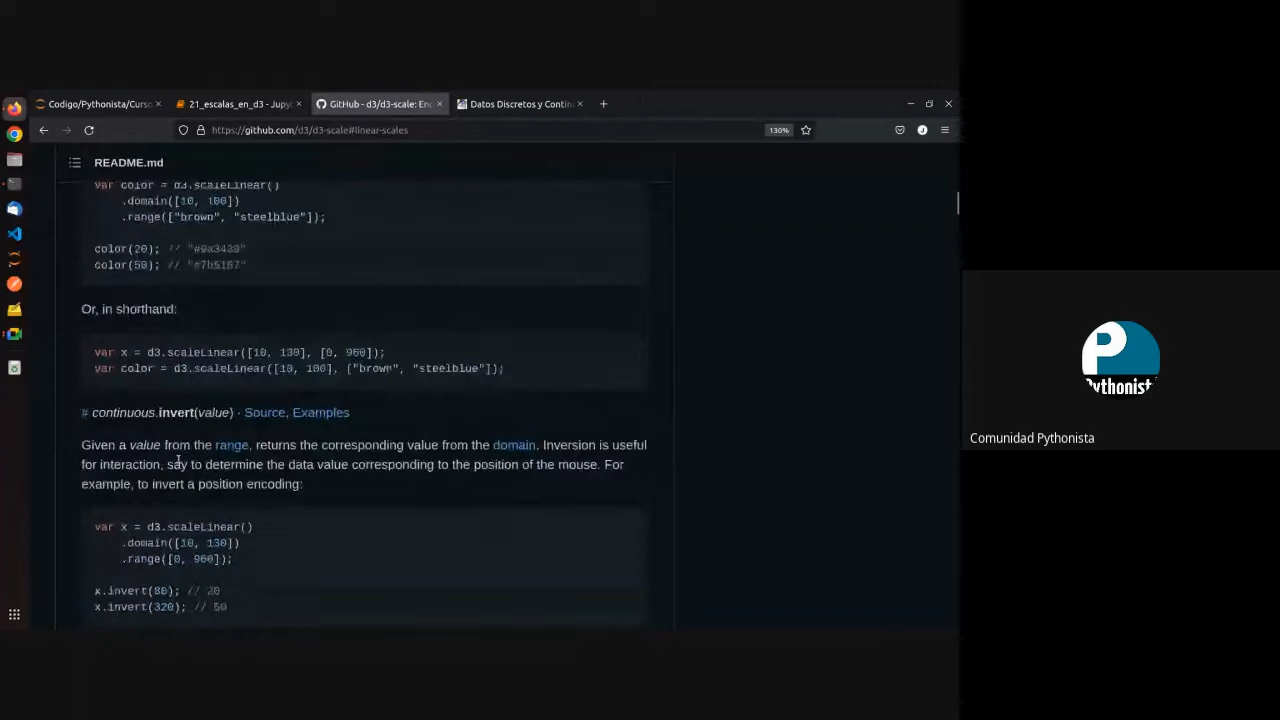 Codigo/Pythonista/Curso
21_escalas_en_d3 - Jupyt
GitHub - d3/d3-scale: Enc
Datos Discretos y Contin
https://github.com/d3/d3-scale#linear-scales
130%
README.md
var color = d3.scaleLinear()
.domain([10, 100])
.range(["brown", "steelblue"]);
color(20); // "#9a3439"
color(50); // "#7b5167"
Or, in shorthand:
var x = d3.scaleLinear([10, 130], [0, 960]);
var color = d3.scaleLinear([10, 100], ["brown", "steelblue"]);
# continuous.invert(value) · Source, Examples
Given a value from the range, returns the corresponding value from the domain. Inversion is useful
for interaction, say to determine the data value corresponding to the position of the mouse. For
example, to invert a position encoding:
var x = d3.scaleLinear()
.domain([10, 130])
.range([0, 960]);
x.invert(80); // 20
x.invert(320); // 50
P
Pythonist
Comunidad Pythonista